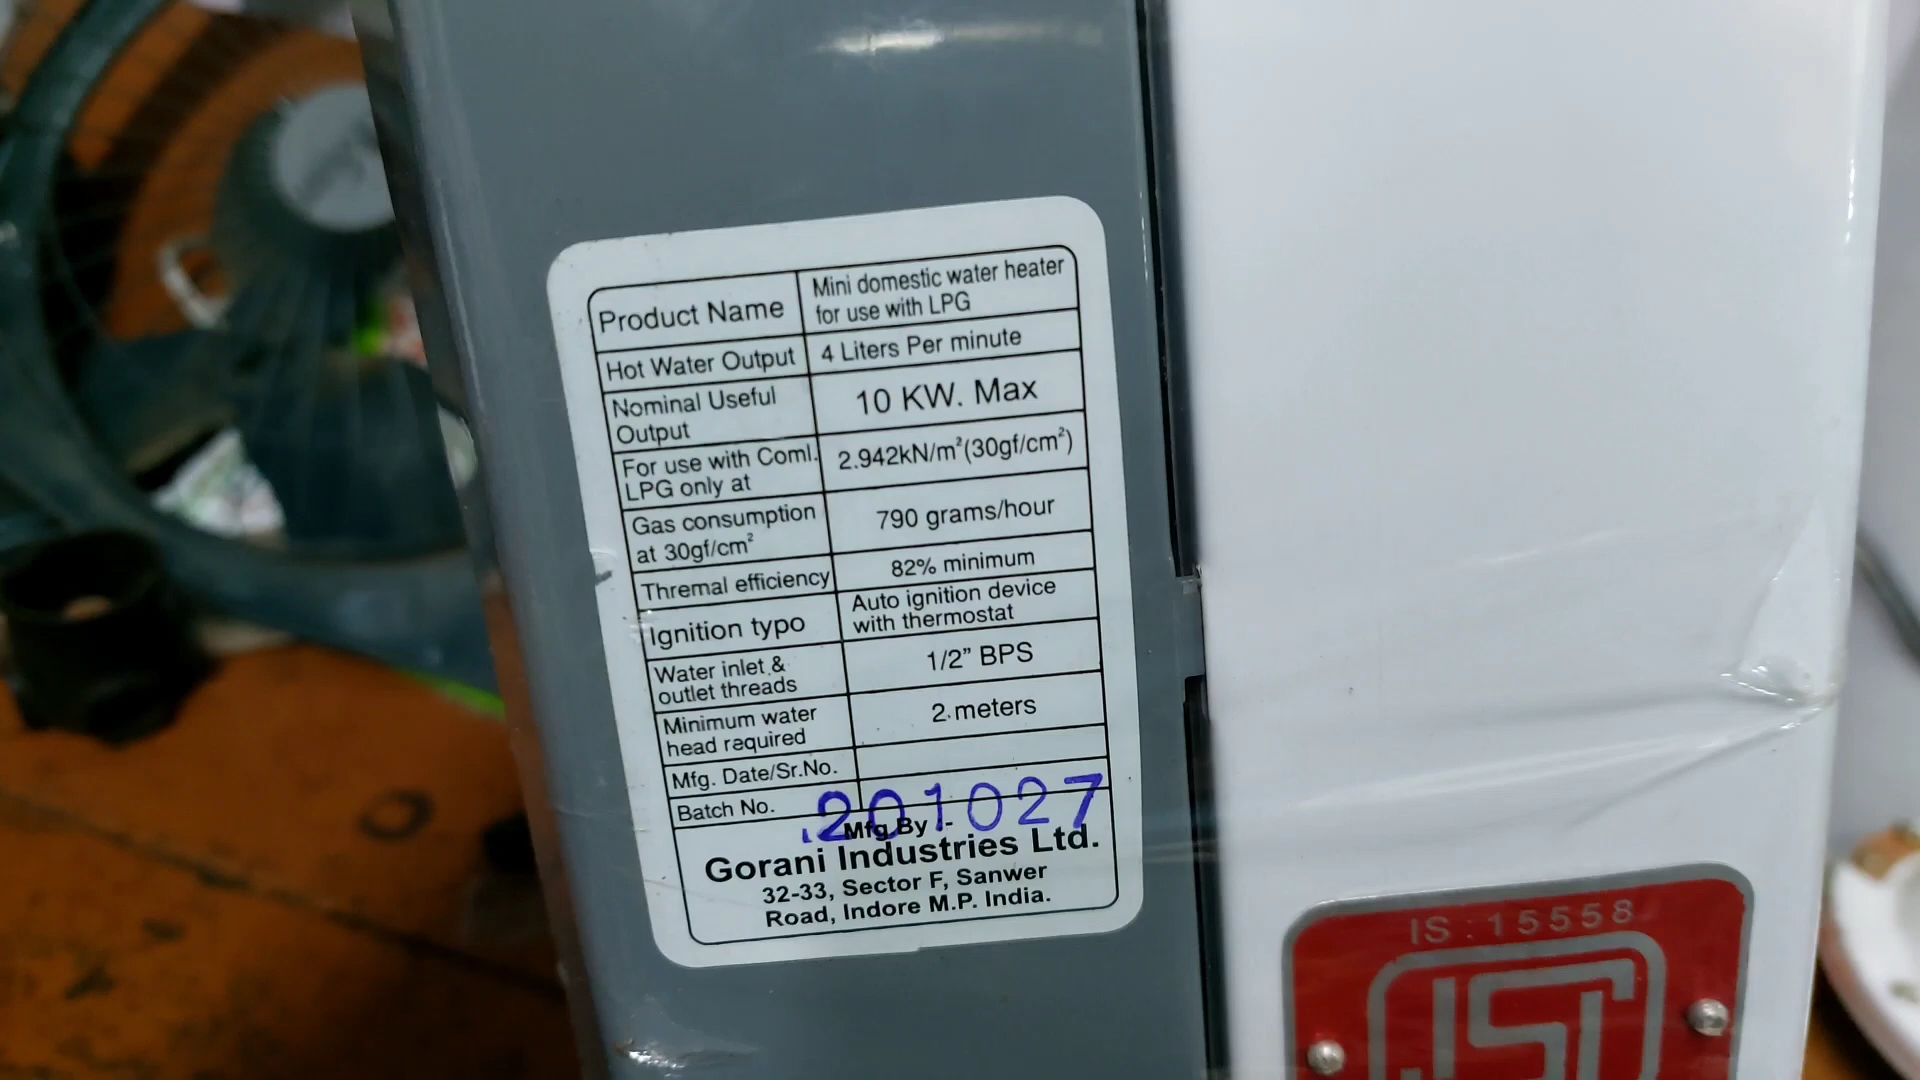 Product Name
Mini domestic water heater
for use with LPG
Hot Water Output
4 Liters Per minute
Nominal Useful
Output
10 KW. Max
For use with Coml.
LPG only at
2.942kN/m²(30gf/cm²)
Gas consumption
at 30gf/cm²
790 grams/hour
Thremal efficiency
82% minimum
Ignition typo
Auto ignition device
with thermostat
Water inlet &
outlet threads
1/2” BPS
Minimum water
head required
2.meters
Mfg. Date/Sr.No.
Batch No.
201027
Mfg.By :-
Gorani Industries Ltd.
32-33, Sector F, Sanwer
Road, Indore M.P. India.
IS : 15558